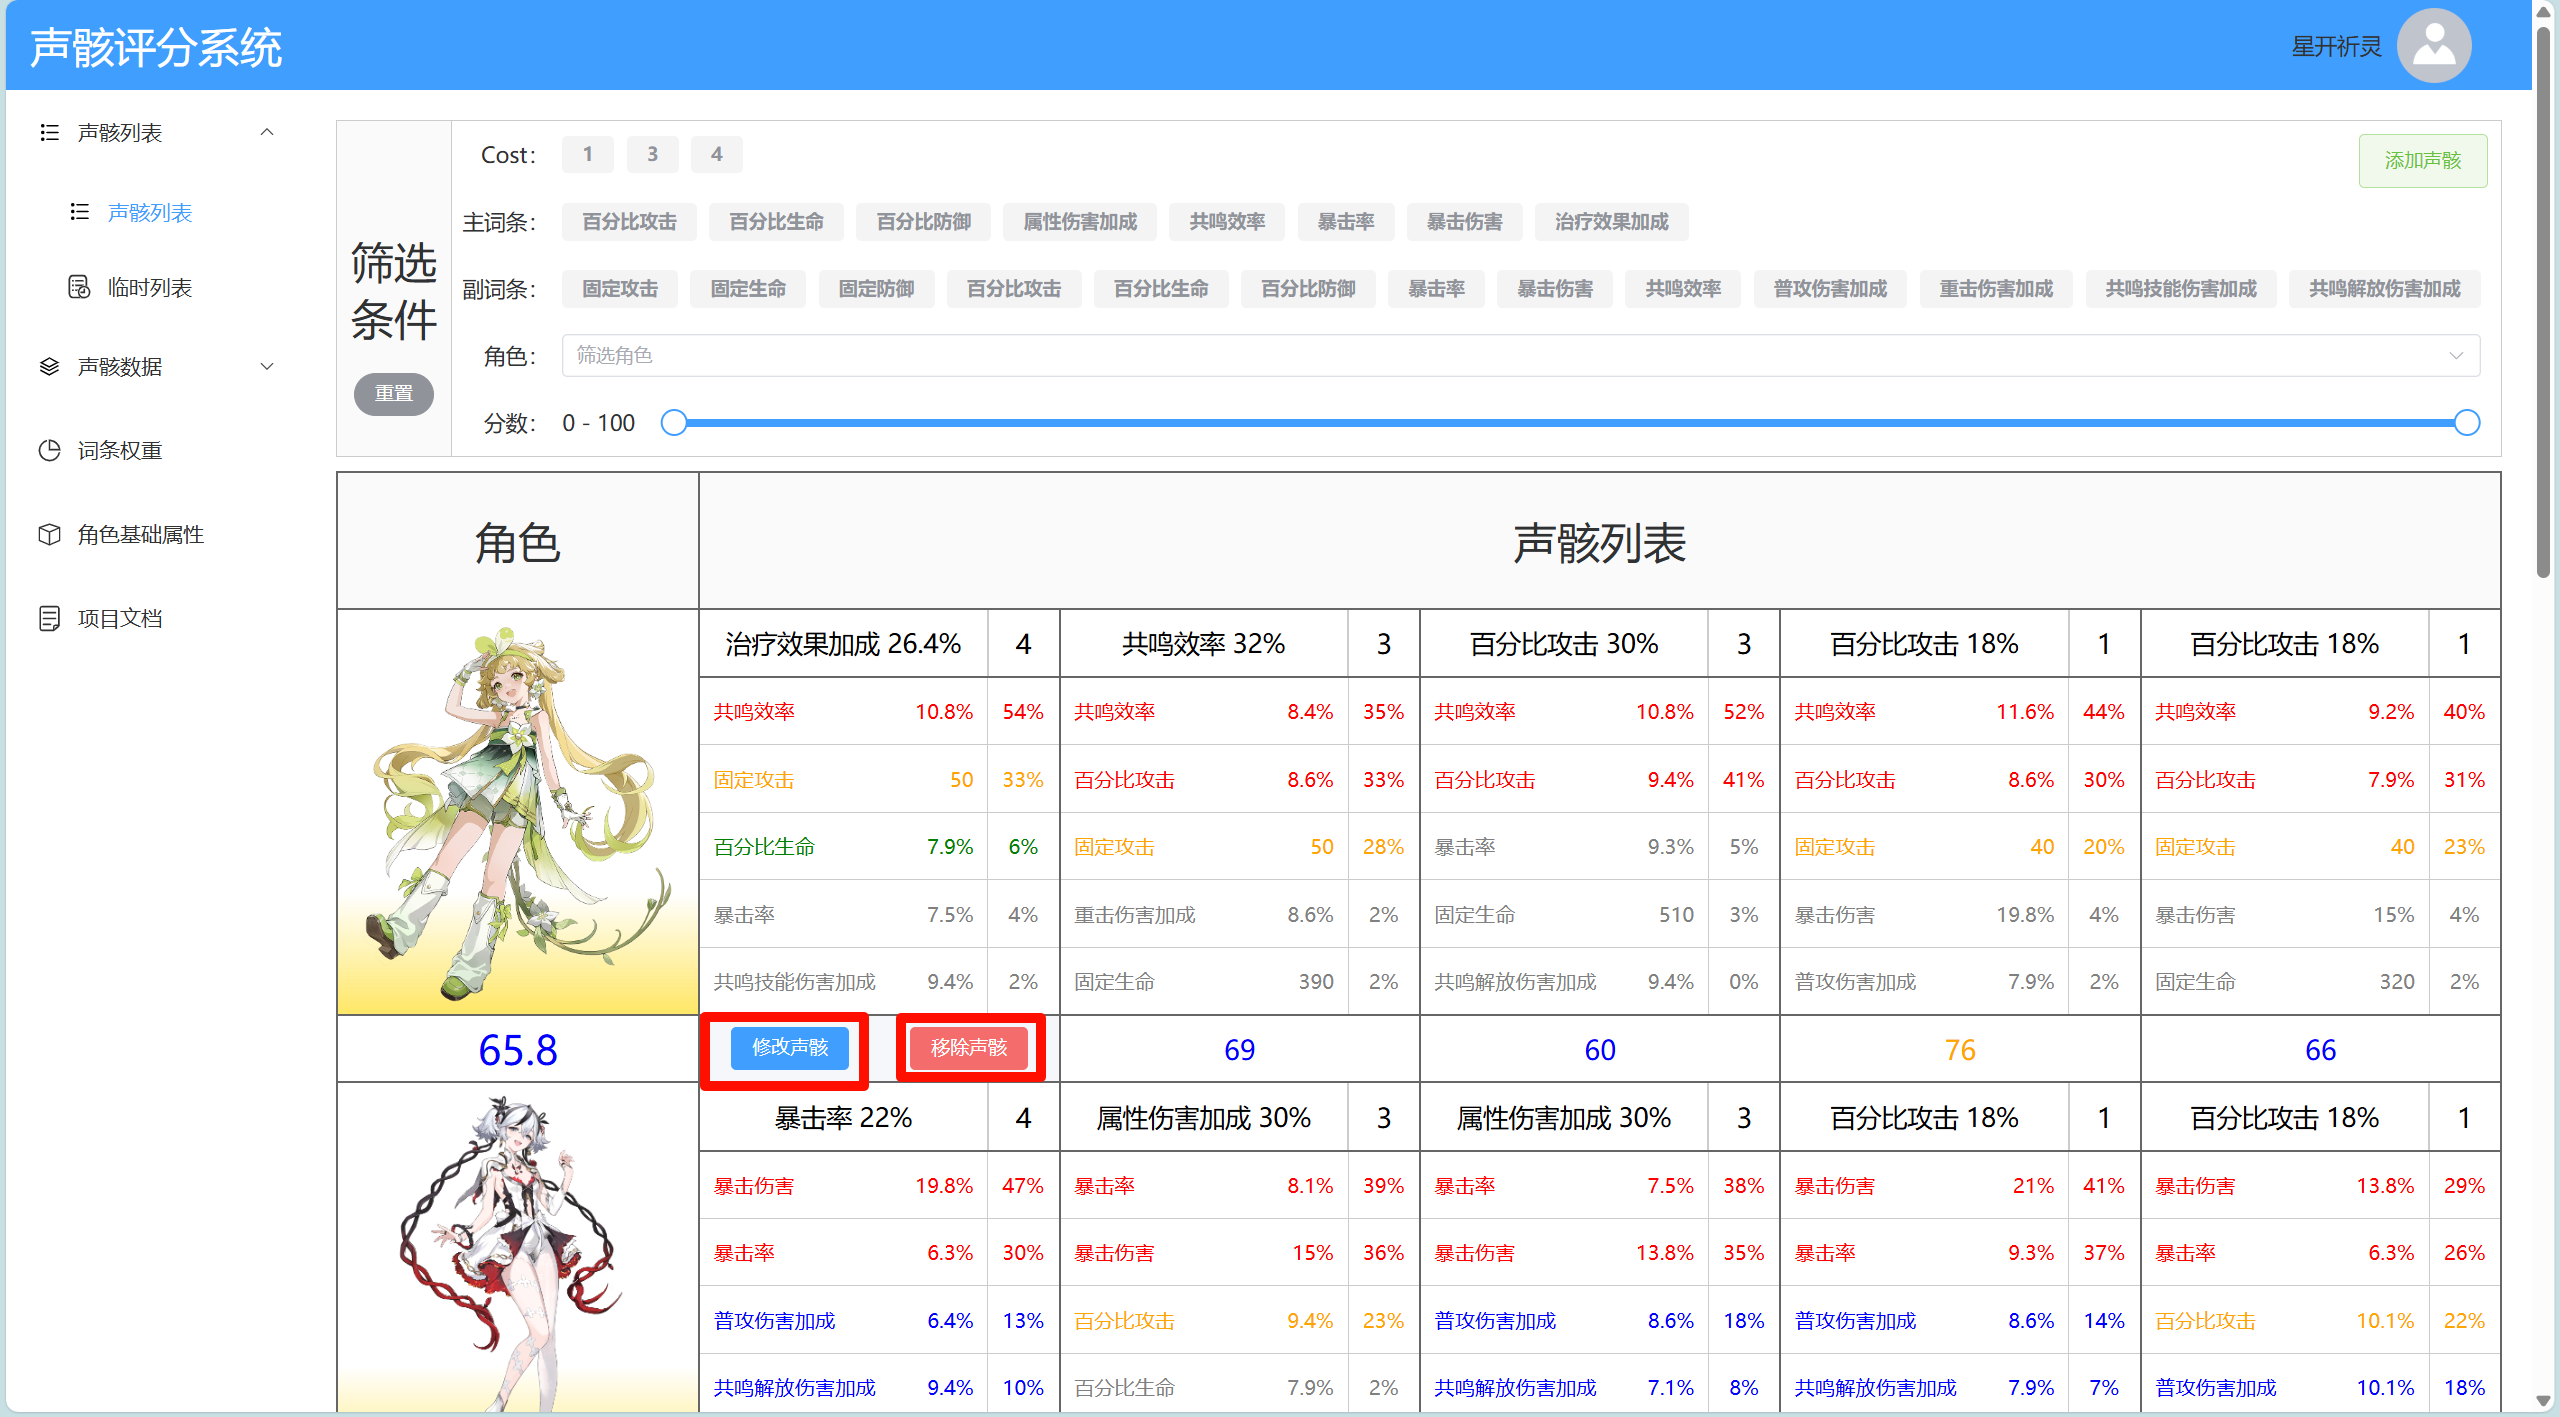 声骸评分系统
星开祈灵
声骸列表
声骸列表
临时列表
声骸数据
词条权重
角色基础属性
项目文档
筛选条件
重置
Cost: 1 3 4
添加声骸
主词条: 百分比攻击 百分比生命 百分比防御 属性伤害加成 共鸣效率 暴击率 暴击伤害 治疗效果加成
副词条: 固定攻击 固定生命 固定防御 百分比攻击 百分比生命 百分比防御 暴击率 暴击伤害 共鸣效率 普攻伤害加成 重击伤害加成 共鸣技能伤害加成 共鸣解放伤害加成
角色: 筛选角色
分数: 0 - 100
角色 声骸列表
治疗效果加成 26.4% 4 共鸣效率 32% 3 百分比攻击 30% 3 百分比攻击 18% 1 百分比攻击 18% 1
共鸣效率 10.8% 54% 共鸣效率 8.4% 35% 共鸣效率 10.8% 52% 共鸣效率 11.6% 44% 共鸣效率 9.2% 40%
固定攻击 50 33% 百分比攻击 8.6% 33% 百分比攻击 9.4% 41% 百分比攻击 8.6% 30% 百分比攻击 7.9% 31%
百分比生命 7.9% 6% 固定攻击 50 28% 暴击率 9.3% 5% 固定攻击 40 20% 固定攻击 40 23%
暴击率 7.5% 4% 重击伤害加成 8.6% 2% 固定生命 510 3% 暴击伤害 19.8% 4% 暴击伤害 15% 4%
共鸣技能伤害加成 9.4% 2% 固定生命 390 2% 共鸣解放伤害加成 9.4% 0% 普攻伤害加成 7.9% 2% 固定生命 320 2%
65.8 修改声骸 移除声骸 69 60 76 66
暴击率 22% 4 属性伤害加成 30% 3 属性伤害加成 30% 3 百分比攻击 18% 1 百分比攻击 18% 1
暴击伤害 19.8% 47% 暴击率 8.1% 39% 暴击率 7.5% 38% 暴击伤害 21% 41% 暴击伤害 13.8% 29%
暴击率 6.3% 30% 暴击伤害 15% 36% 暴击伤害 13.8% 35% 暴击率 9.3% 37% 暴击率 6.3% 26%
普攻伤害加成 6.4% 13% 百分比攻击 9.4% 23% 普攻伤害加成 8.6% 18% 普攻伤害加成 8.6% 14% 百分比攻击 10.1% 22%
共鸣解放伤害加成 9.4% 10% 百分比生命 7.9% 2% 共鸣解放伤害加成 7.1% 8% 共鸣解放伤害加成 7.9% 7% 普攻伤害加成 10.1% 18%